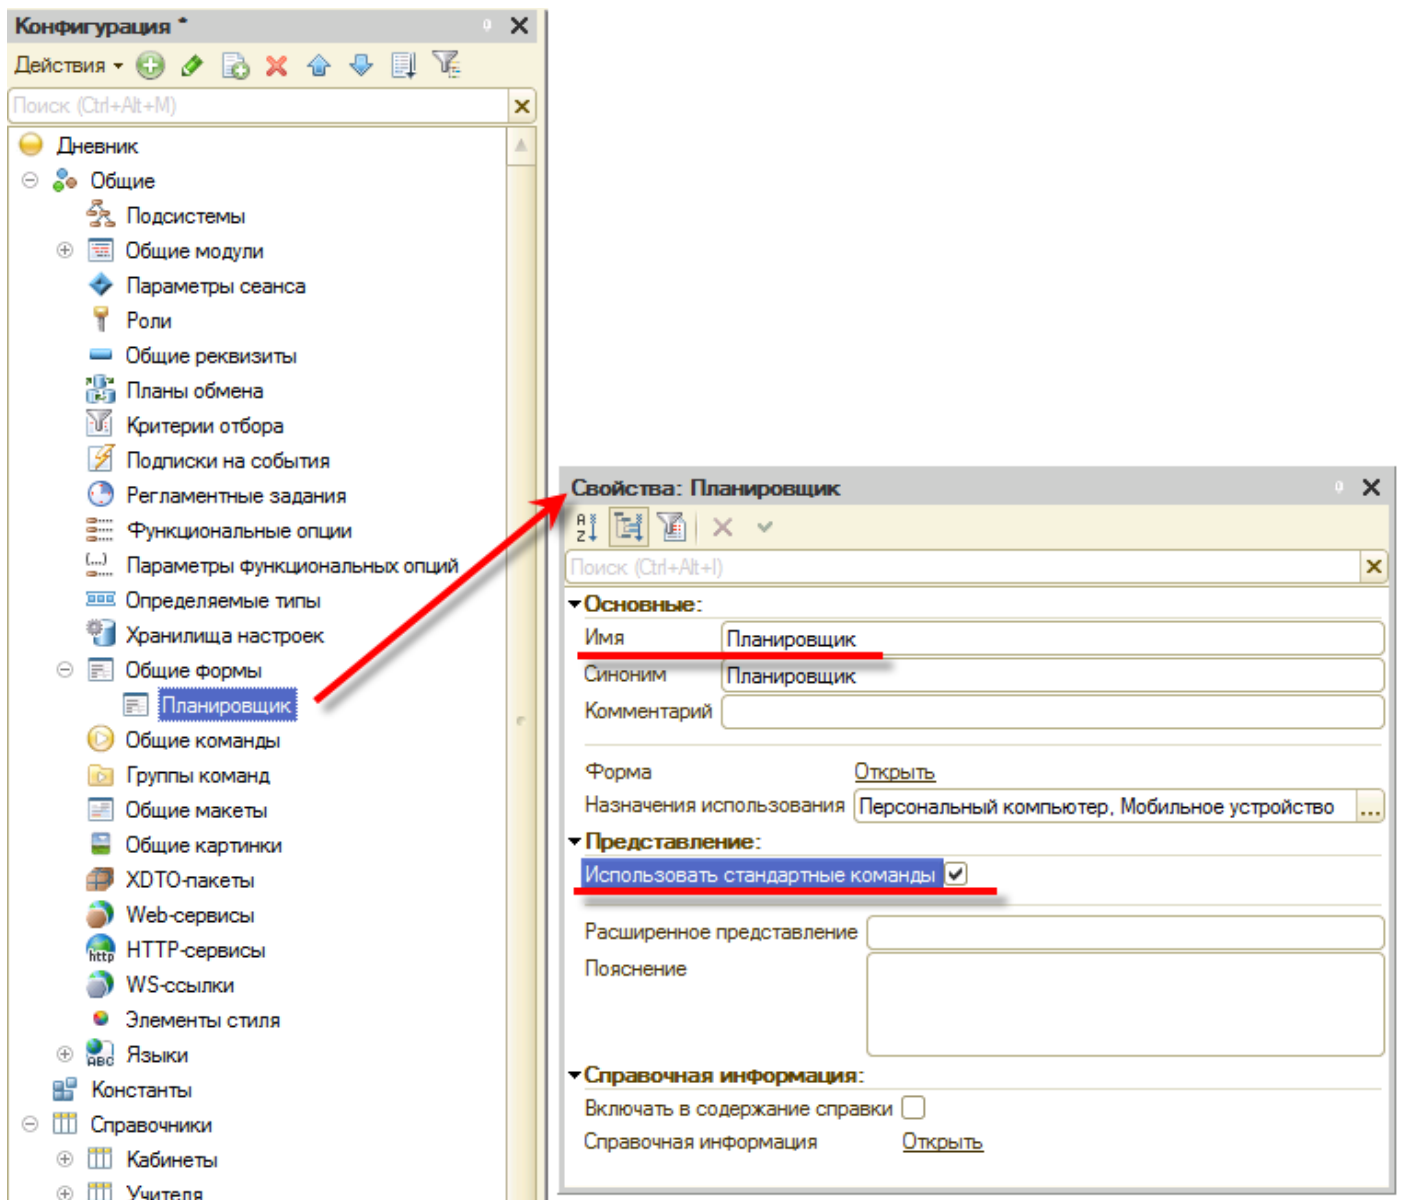 Конфигурация *
Действия
Поиск (Ctrl+Alt+M)
Дневник
Общие
Подсистемы
Общие модули
Параметры сеанса
Роли
Общие реквизиты
Планы обмена
Критерии отбора
Подписки на события
Регламентные задания
Функциональные опции
Параметры функциональных опций
Определяемые типы
Хранилища настроек
Общие формы
Планировщик
Общие команды
Группы команд
Общие макеты
Общие картинки
XDTO-пакеты
Web-сервисы
HTTP-сервисы
WS-ссылки
Элементы стиля
Языки
Константы
Справочники
Кабинеты
Учителя
Свойства: Планировщик
Поиск (Ctrl+Alt+I)
Основные:
Имя Планировщик
Синоним Планировщик
Комментарий
Форма Открыть
Назначения использования Персональный компьютер, Мобильное устройство ...
Представление:
Использовать стандартные команды
Расширенное представление
Пояснение
Справочная информация:
Включать в содержание справки
Справочная информация Открыть